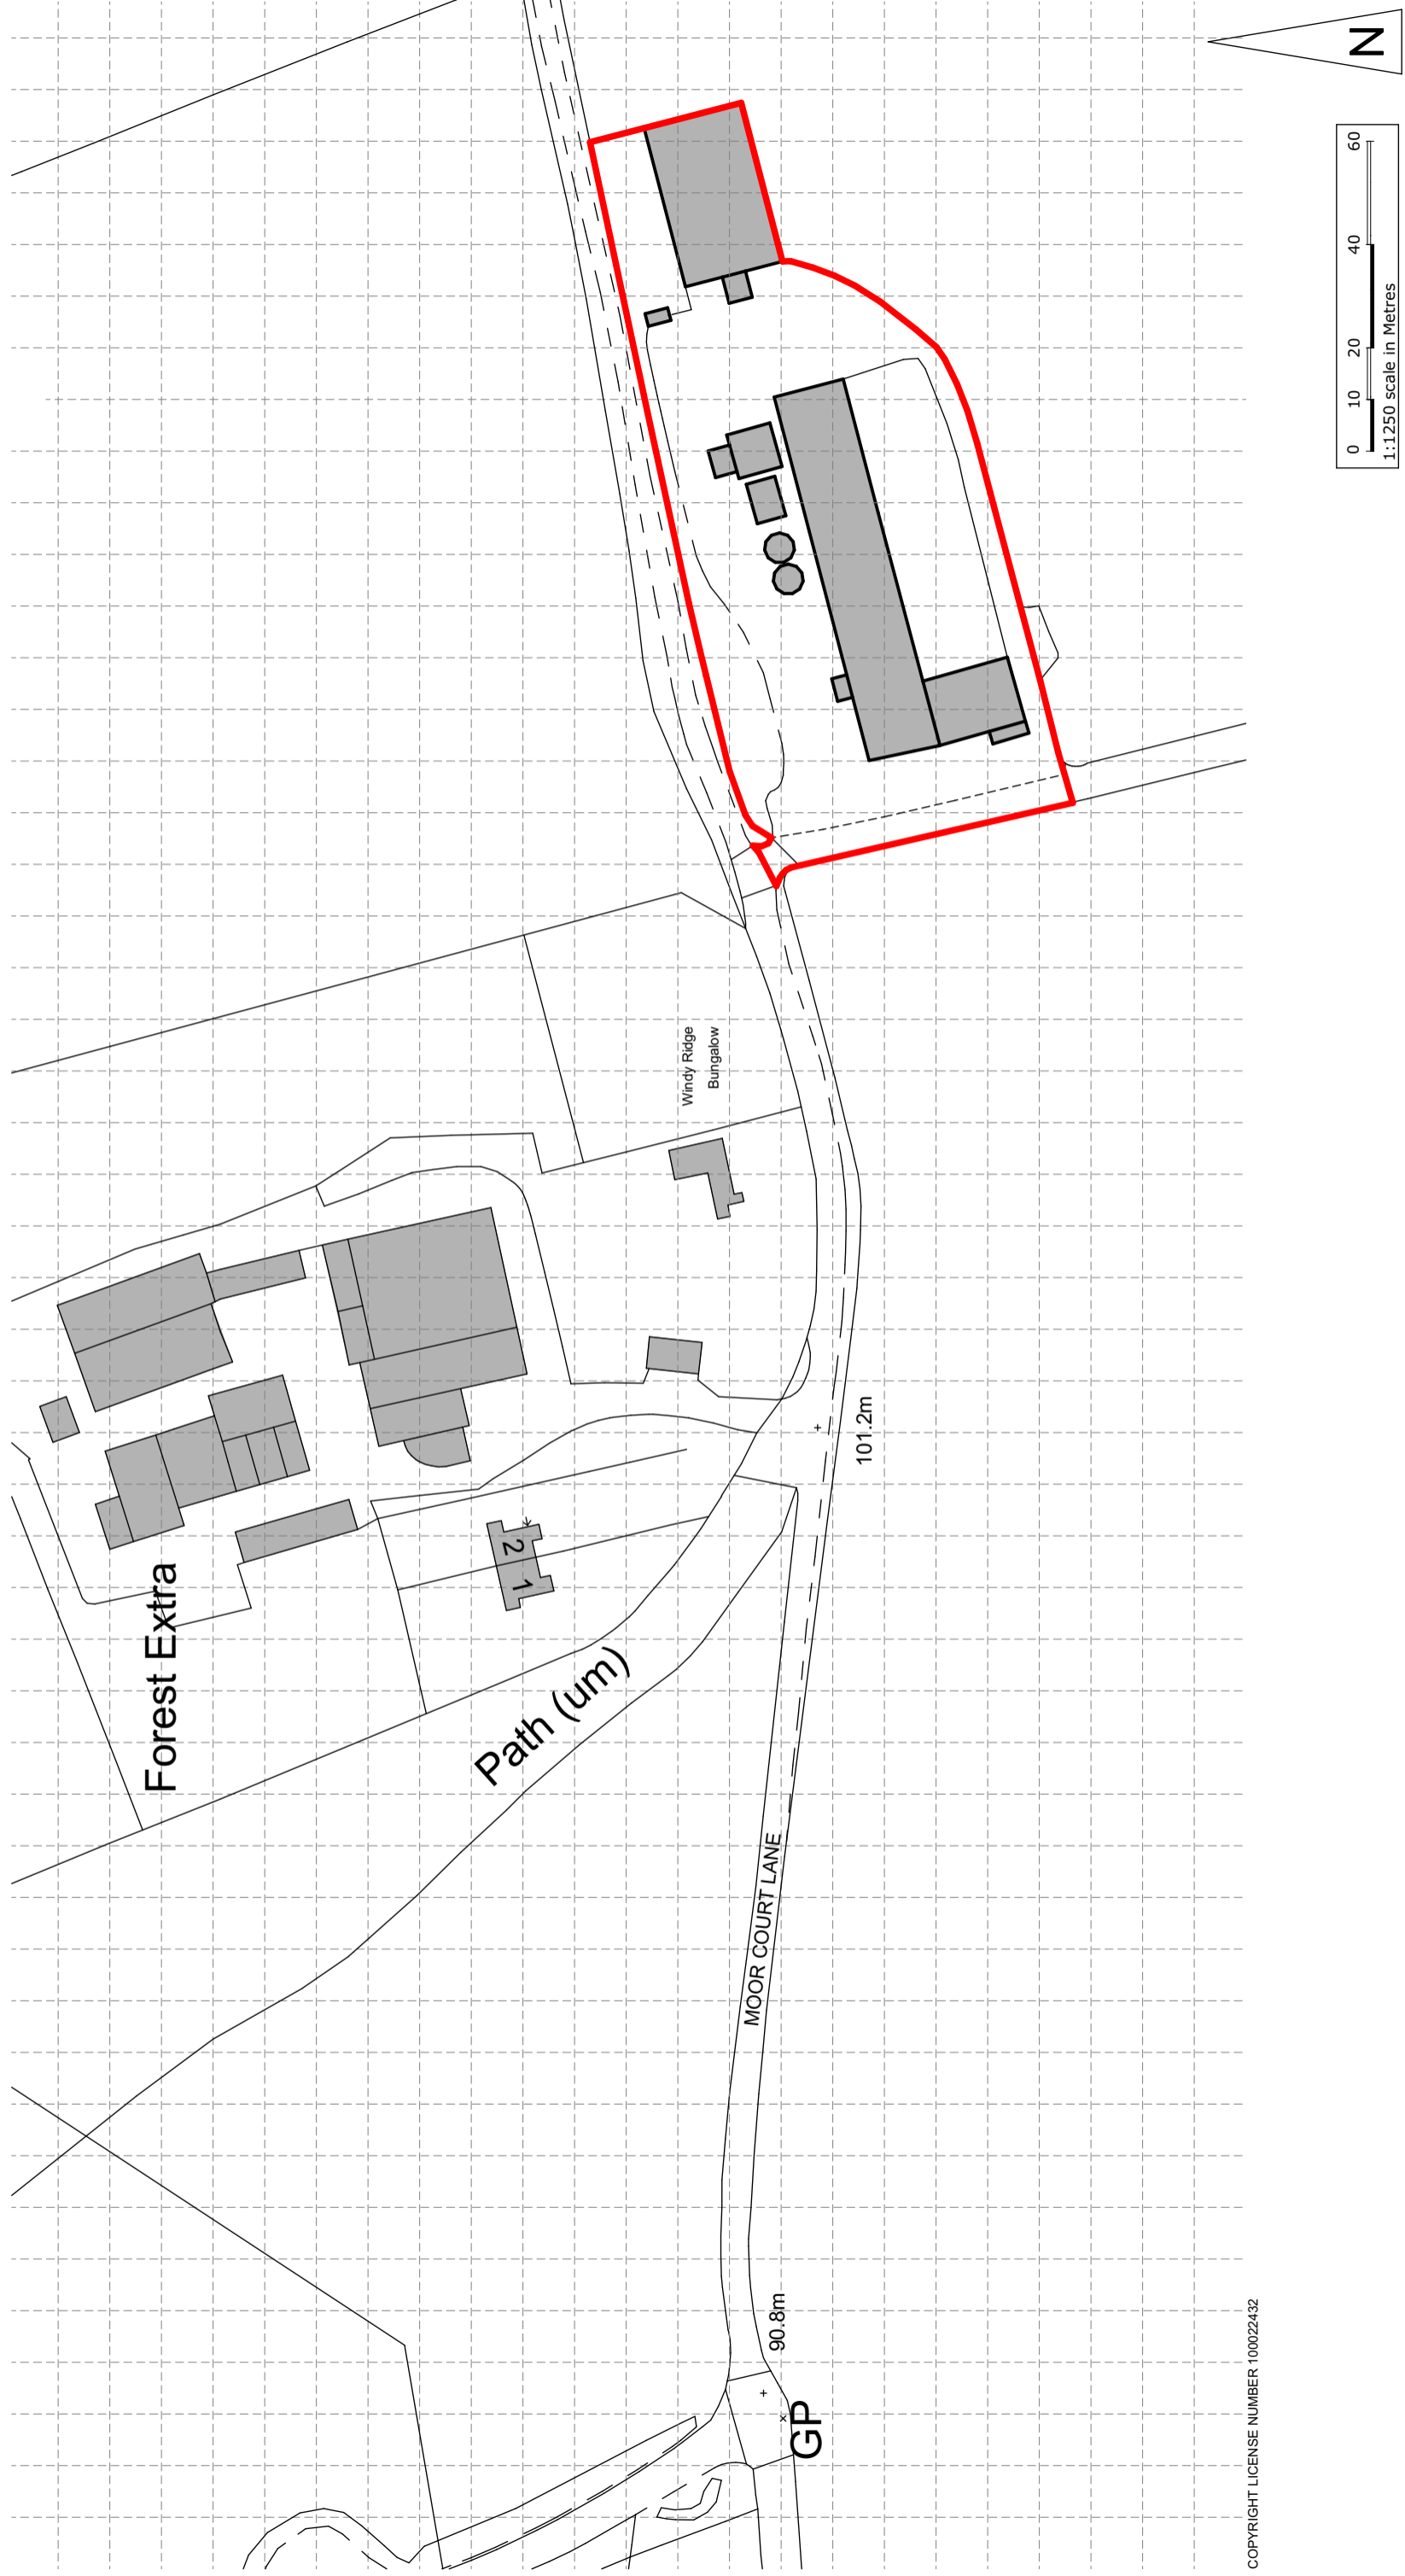 N
0 10 20 40 60
1:1250 scale in Metres
Windy Ridge
Bungalow
101.2m
2
1
Forest Extra
Path (um)
MOOR COURT LANE
90.8m
GP
COPYRIGHT LICENSE NUMBER 100022432